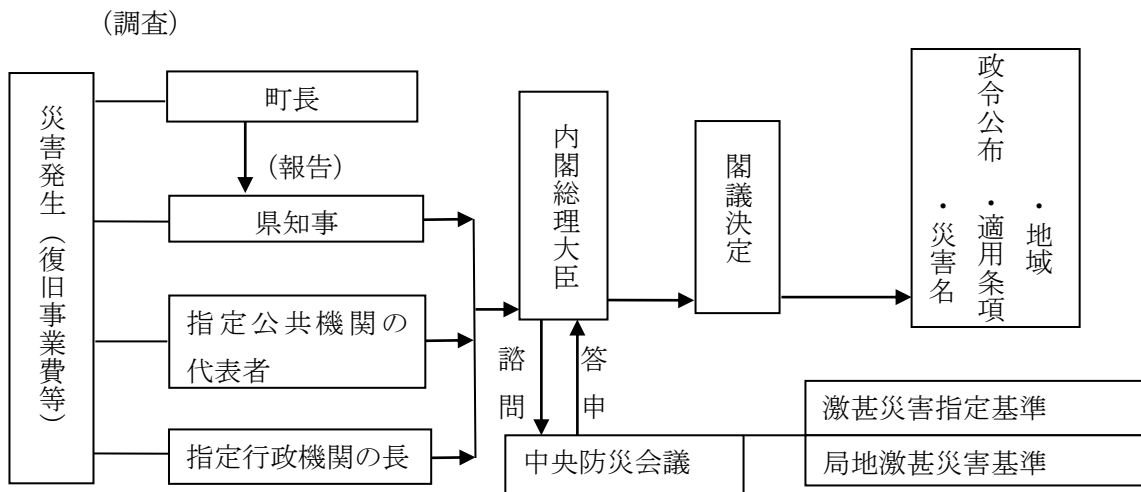 （調査）
災害発生（復旧事業費等）
町長
（報告）
県知事
指定公共機関の
代表者
指定行政機関の長
内閣総理大臣
諮問
答申
中央防災会議
閣議決定
政令公布
・地域
・適用条項
・災害名
激甚災害指定基準
局地激甚災害基準